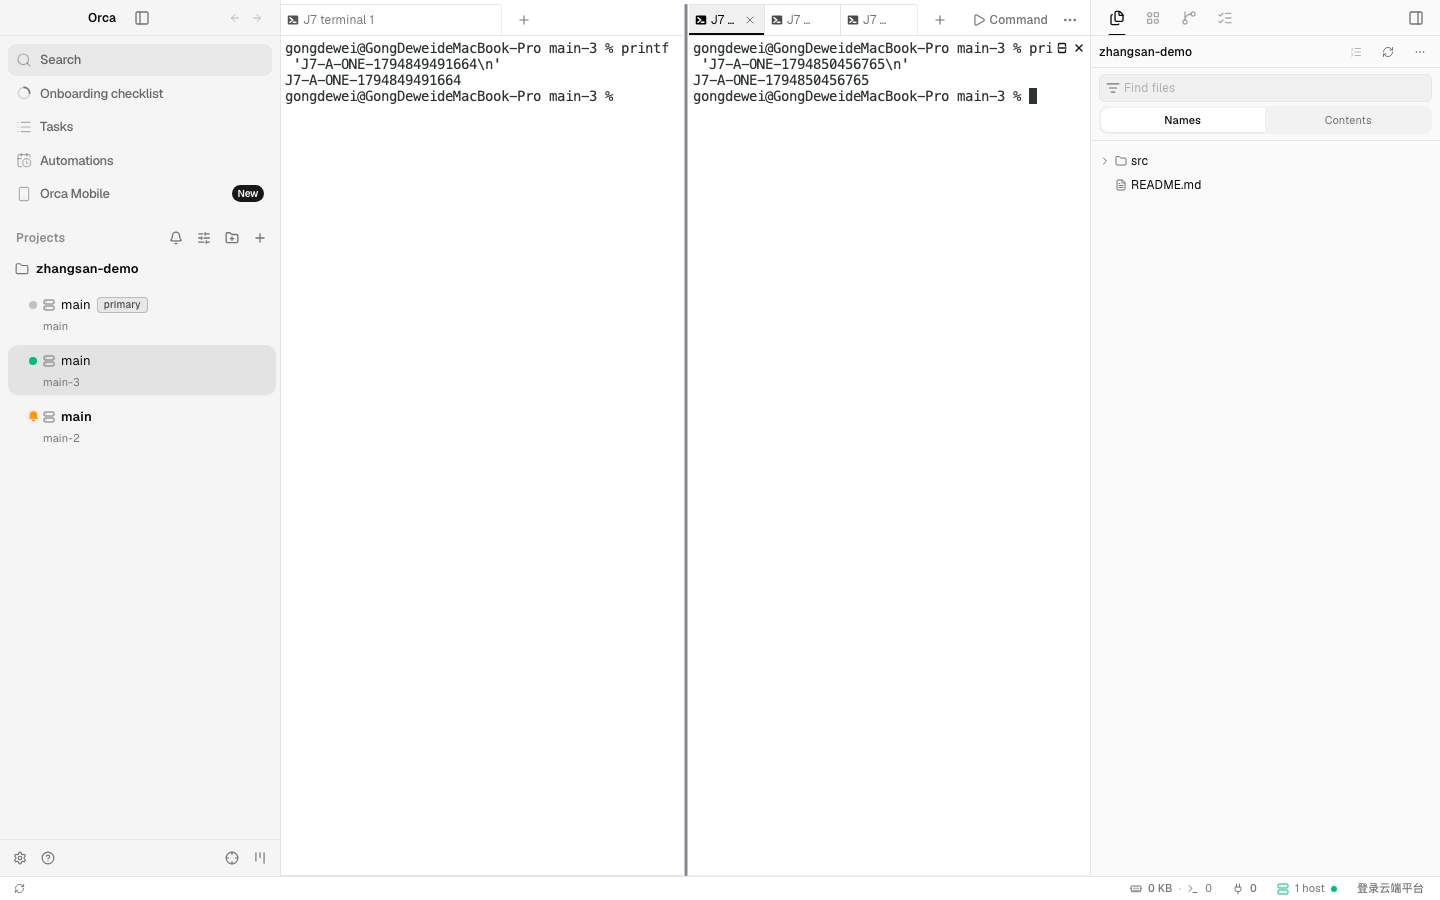 Orca
Search
Onboarding checklist
Tasks
Automations
Orca Mobile
New
Projects
zhangsan-demo
main
primary
main
main
main-3
main
main-2
J7 terminal 1
gongdewei@GongDeweideMacBook-Pro main-3 % printf
'J7-A-ONE-1794849491664\n'
J7-A-ONE-1794849491664
gongdewei@GongDeweideMacBook-Pro main-3 %
J7 ...
J7 ...
J7 ...
Command
gongdewei@GongDeweideMacBook-Pro main-3 % pri
'J7-A-ONE-1794850456765\n'
J7-A-ONE-1794850456765
gongdewei@GongDeweideMacBook-Pro main-3 %
zhangsan-demo
Find files
Names
Contents
src
README.md
0 KB · 0
0
1 host
登录云端平台